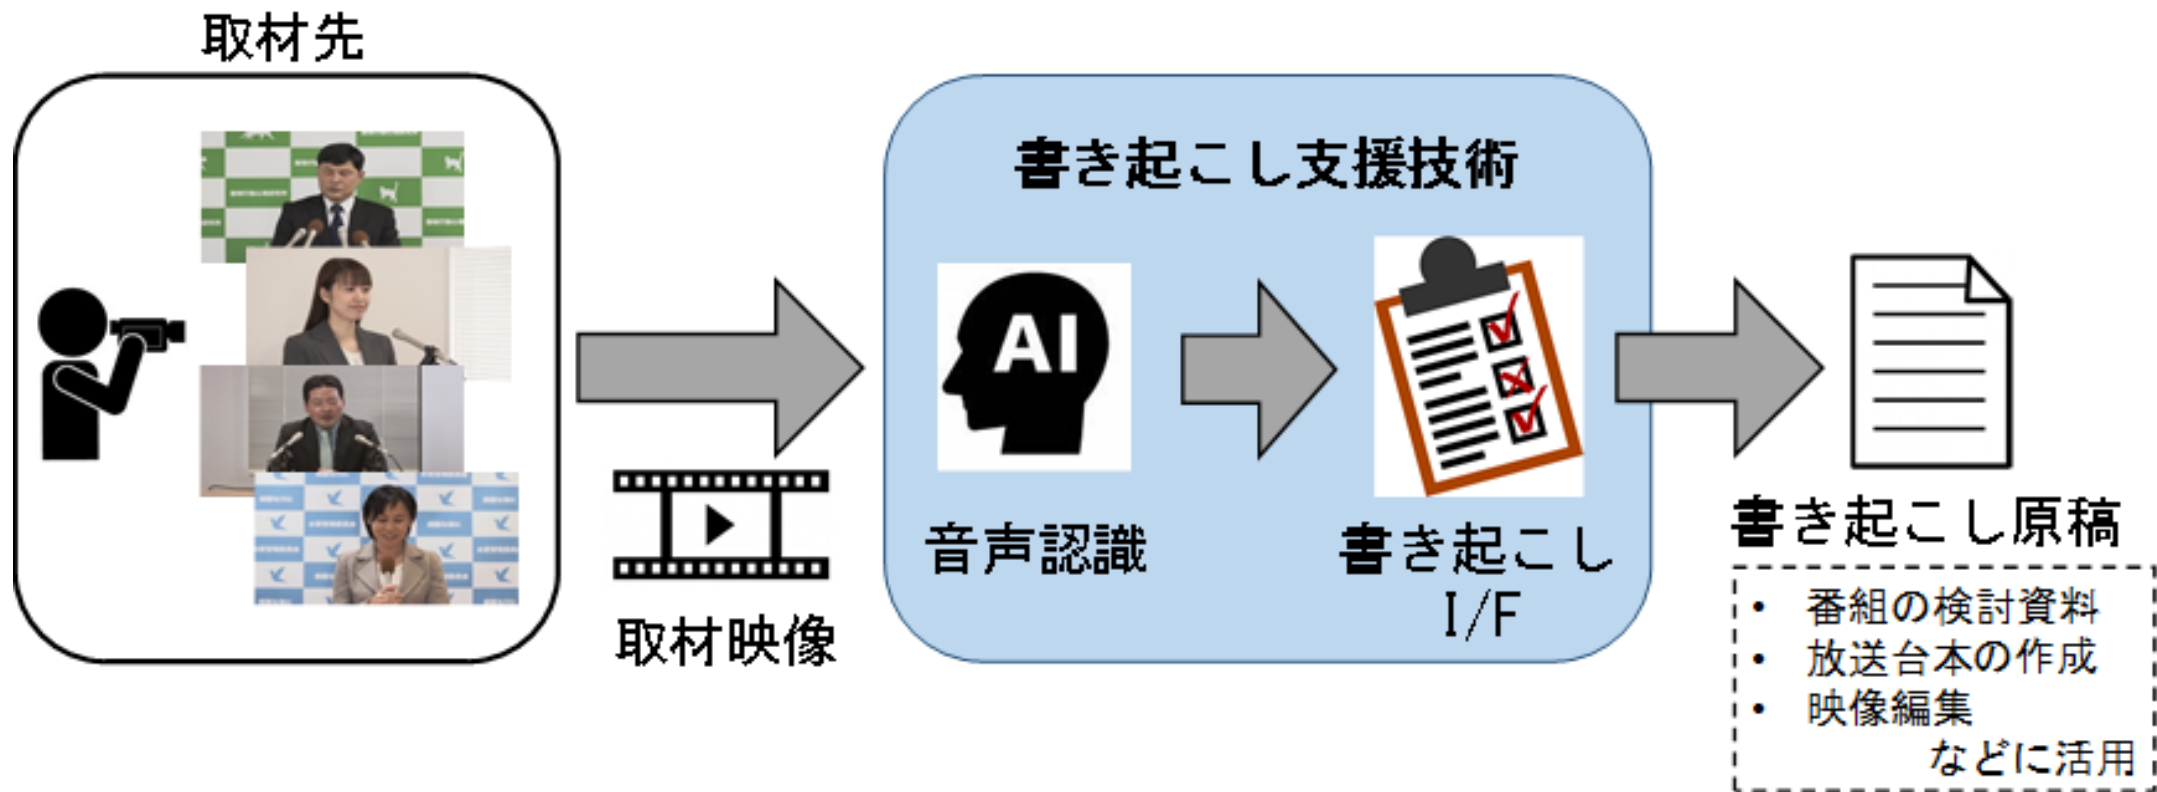 取材先
取材映像
書き起こし支援技術
AI
音声認識
書き起こし
I/F
書き起こし原稿
• 番組の検討資料
• 放送台本の作成
• 映像編集
などに活用